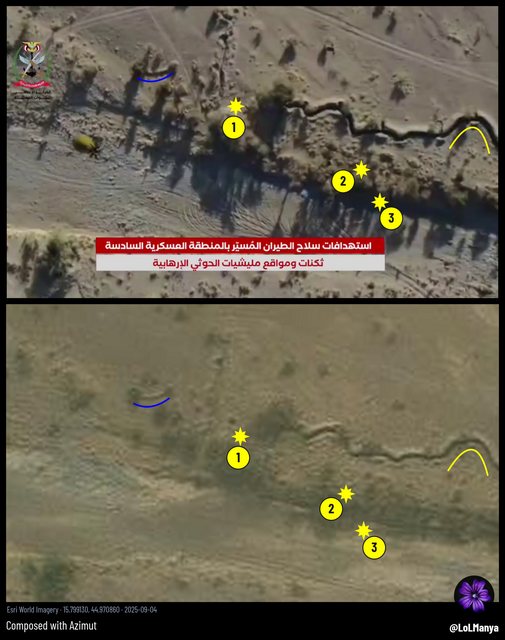 1
2
3
استهدافات سلاح الطيران المُسيّر بالمنطقة العسكرية السادسة
ثكنات ومواقع مليشيات الحوثي الإرهابية
1
2
3
Esri World Imagery - 15.799130, 44.970860 - 2025-09-04
Composed with Azimut
@LoLManya